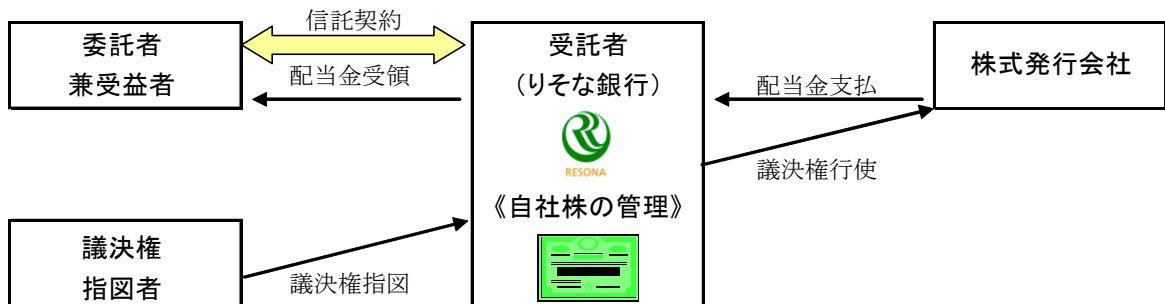 信託契約
委託者
兼受益者
配当金受領
受託者
（りそな銀行）
RESONA
《自社株の管理》
株式発行会社
配当金支払
議決権行使
議決権
指図者
議決権指図